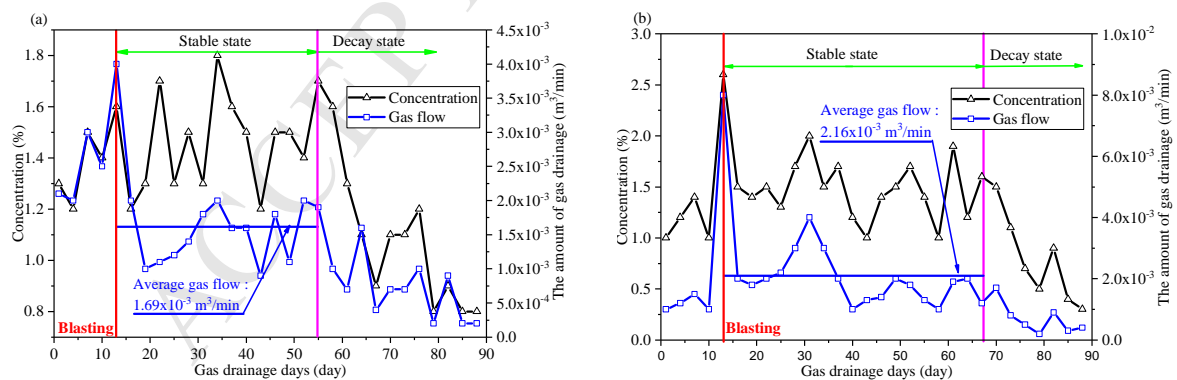 (a)
Stable state
Decay state
Concentration
Gas flow
Average gas flow :
1.69x10⁻³ m³/min
Blasting
Concentration (%)
1.8
1.6
1.4
1.2
1.0
0.8
4.5x10⁻³
4.0x10⁻³
3.5x10⁻³
3.0x10⁻³
2.5x10⁻³
2.0x10⁻³
1.5x10⁻³
1.0x10⁻³
5.0x10⁻⁴
0.0
The amount of gas drainage (m³/min)
0 10 20 30 40 50 60 70 80 90
Gas drainage days (day)
(b)
Stable state
Decay state
Average gas flow :
2.16x10⁻³ m³/min
Concentration
Gas flow
Blasting
Concentration (%)
3.0
2.5
2.0
1.5
1.0
0.5
0.0
1.0x10⁻²
8.0x10⁻³
6.0x10⁻³
4.0x10⁻³
2.0x10⁻³
0.0
The amount of gas drainage (m³/min)
0 10 20 30 40 50 60 70 80 90
Gas drainage days (day)
ACCEP